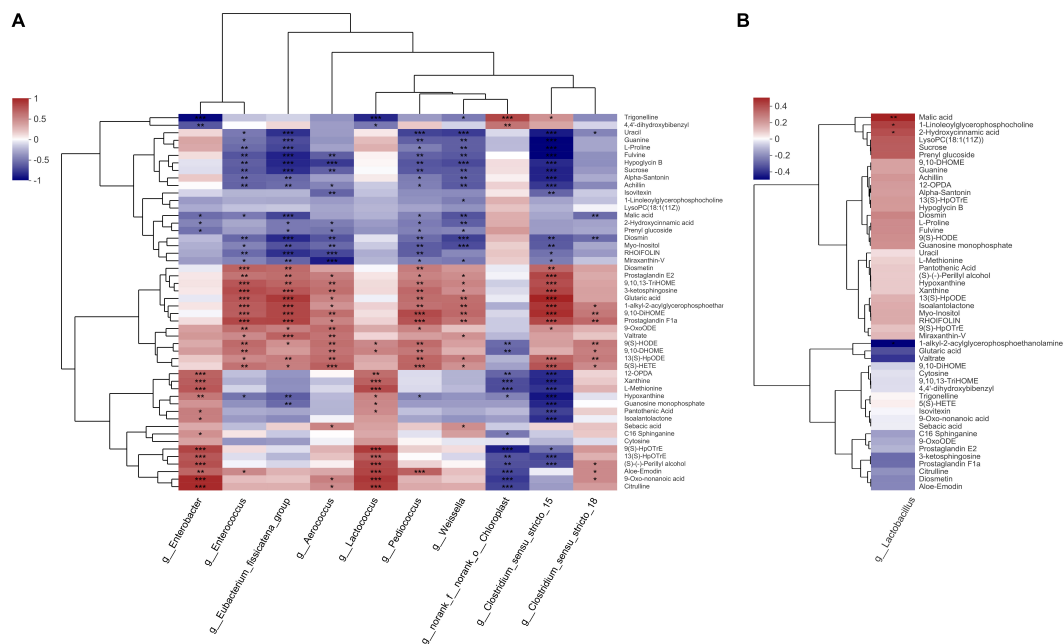 A
1
0.5
0
-0.5
-1
Trigonelline
4,4'-dihydroxybibenzyl
Uracil
Guanine
L-Proline
Fulvine
Hypoglycin B
Sucrose
Alpha-Santonin
Achillin
Isovitexin
1-Linoleoylglycerophosphocholine
LysoPC(18:1(11Z))
Malic acid
2-Hydroxycinnamic acid
Prenyl glucoside
Diosmin
Myo-Inositol
RHOIFOLIN
Miraxanthin-V
Diosmetin
Prostaglandin E2
9,10,13-TriHOME
3-ketosphingosine
Glutaric acid
1-alkyl-2-acylglycerophosphoethar
9,10-DiHOME
Prostaglandin F1a
9-OxoODE
Valtrate
9(S)-HODE
9,10-DHOME
13(S)-HpODE
5(S)-HETE
12-OPDA
Xanthine
L-Methionine
Hypoxanthine
Guanosine monophosphate
Pantothenic Acid
Isoalantolactone
Sebacic acid
C16 Sphinganine
Cytosine
9(S)-HpOTrE
13(S)-HpOTrE
(S)-(-)-Perillyl alcohol
Aloe-Emodin
9-Oxo-nonanoic acid
Citrulline
g__Enterobacter
g__Enterococcus
g__Eubacterium_fissicatena_group
g__Aerococcus
g__Lactococcus
g__Pediococcus
g__Weissella
g__norank_f__norank_o__Chloroplast
g__Clostridium_sensu_stricto_15
g__Clostridium_sensu_stricto_18
B
0.4
0.2
0
-0.2
-0.4
Malic acid
1-Linoleoylglycerophosphocholine
2-Hydroxycinnamic acid
LysoPC(18:1(11Z))
Sucrose
Prenyl glucoside
9,10-DHOME
Guanine
Achillin
12-OPDA
Alpha-Santonin
13(S)-HpOTrE
Hypoglycin B
Diosmin
L-Proline
Fulvine
9(S)-HODE
Guanosine monophosphate
Uracil
L-Methionine
Pantothenic Acid
(S)-(-)-Perillyl alcohol
Hypoxanthine
Xanthine
13(S)-HpODE
Isoalantolactone
Myo-Inositol
RHOIFOLIN
9(S)-HpOTrE
Miraxanthin-V
1-alkyl-2-acylglycerophosphoethanolamine
Glutaric acid
Valtrate
9,10-DiHOME
Cytosine
9,10,13-TriHOME
4,4'-dihydroxybibenzyl
Trigonelline
5(S)-HETE
Isovitexin
9-Oxo-nonanoic acid
Sebacic acid
C16 Sphinganine
9-OxoODE
Prostaglandin E2
3-ketosphingosine
Prostaglandin F1a
Citrulline
Diosmetin
Aloe-Emodin
g__Lactobacillus